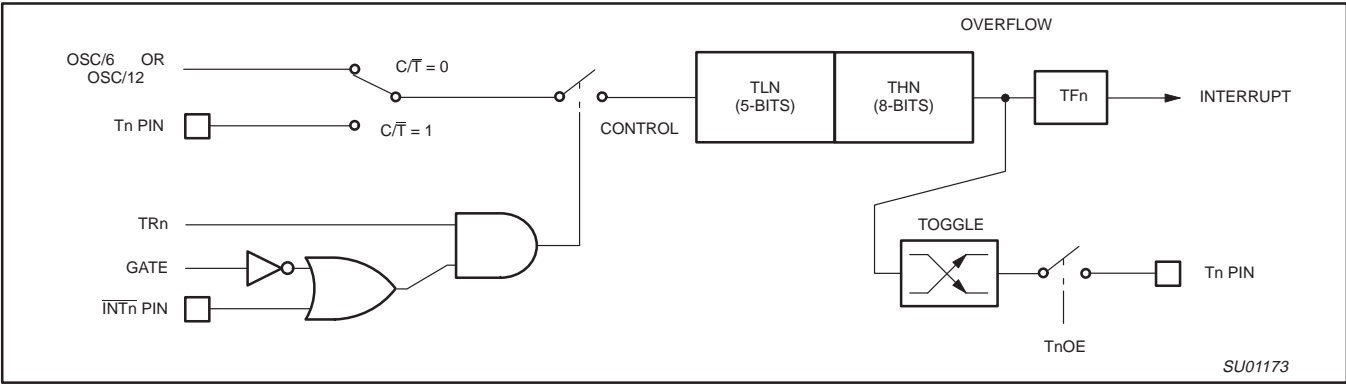 OVERFLOW
OSC/6 OR
OSC/12
C/T̅ = 0
TLN
(5-BITS)
THN
(8-BITS)
TFn
INTERRUPT
Tn PIN
C/T̅ = 1
CONTROL
TRn
TOGGLE
GATE
Tn PIN
I̅N̅T̅n̅ PIN
TnOE
SU01173